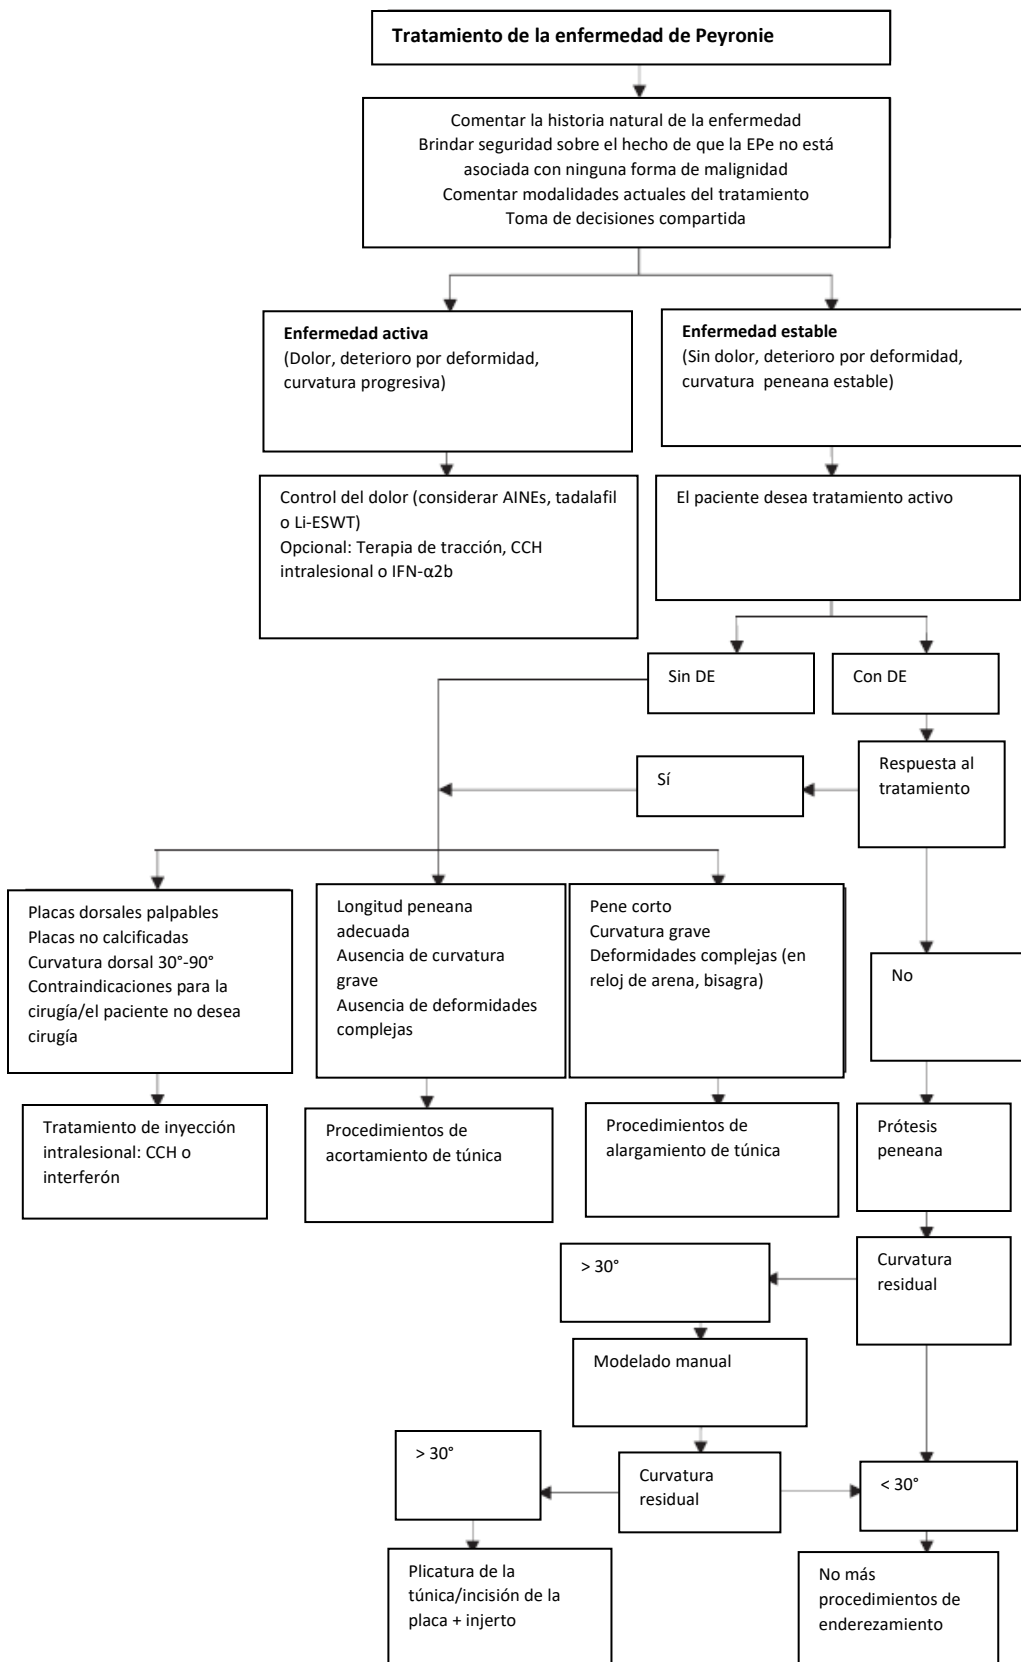 Tratamiento de la enfermedad de Peyronie
Comentar la historia natural de la enfermedad
Brindar seguridad sobre el hecho de que la EPe no está
asociada con ninguna forma de malignidad
Comentar modalidades actuales del tratamiento
Toma de decisiones compartida
Enfermedad activa
(Dolor, deterioro por deformidad,
curvatura progresiva)
Enfermedad estable
(Sin dolor, deterioro por deformidad,
curvatura peneana estable)
Control del dolor (considerar AINEs, tadalafil
o Li-ESWT)
Opcional: Terapia de tracción, CCH
intralesional o IFN-α2b
El paciente desea tratamiento activo
Sin DE
Con DE
Respuesta al
tratamiento
Sí
Placas dorsales palpables
Placas no calcificadas
Curvatura dorsal 30°-90°
Contraindicaciones para la
cirugía/el paciente no desea
cirugía
Longitud peneana
adecuada
Ausencia de curvatura
grave
Ausencia de deformidades
complejas
Pene corto
Curvatura grave
Deformidades complejas (en
reloj de arena, bisagra)
No
Tratamiento de inyección
intralesional: CCH o
interferón
Procedimientos de
acortamiento de túnica
Procedimientos de
alargamiento de túnica
Prótesis
peneana
Curvatura
residual
> 30°
Modelado manual
> 30°
Curvatura
residual
< 30°
Plicatura de la
túnica/incisión de la
placa + injerto
No más
procedimientos de
enderezamiento